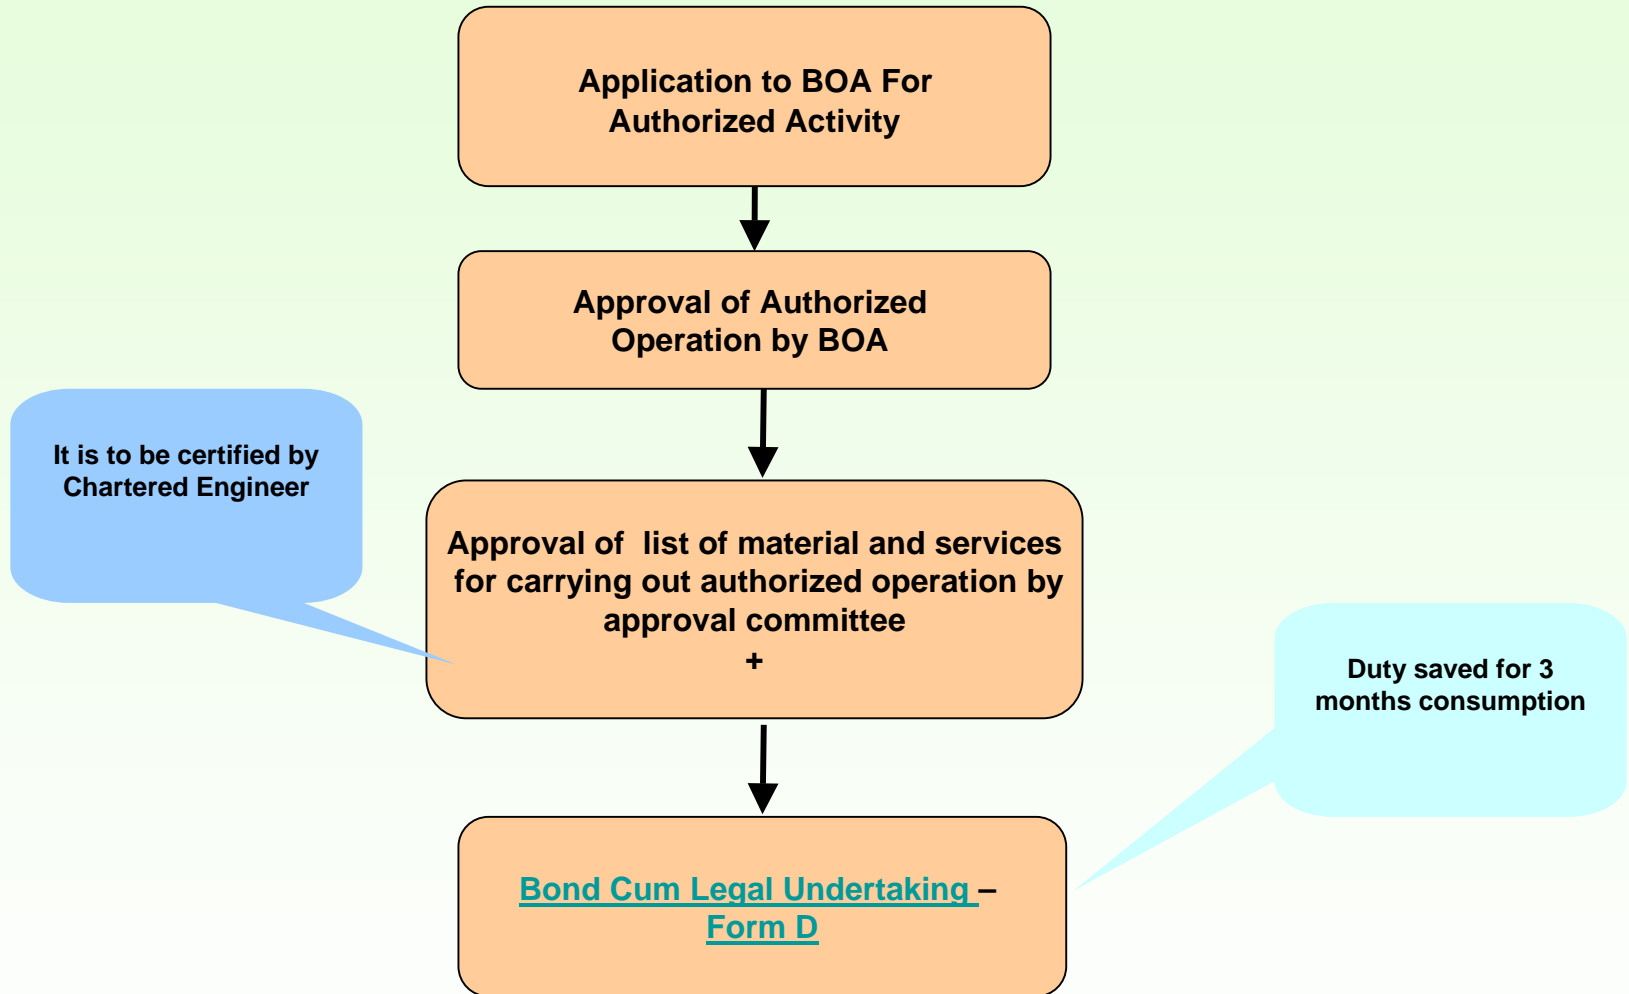 Application to BOA For
Authorized Activity
Approval of Authorized
Operation by BOA
It is to be certified by
Chartered Engineer
Approval of list of material and services
for carrying out authorized operation by
approval committee
+
Duty saved for 3
months consumption
Bond Cum Legal Undertaking –
Form D